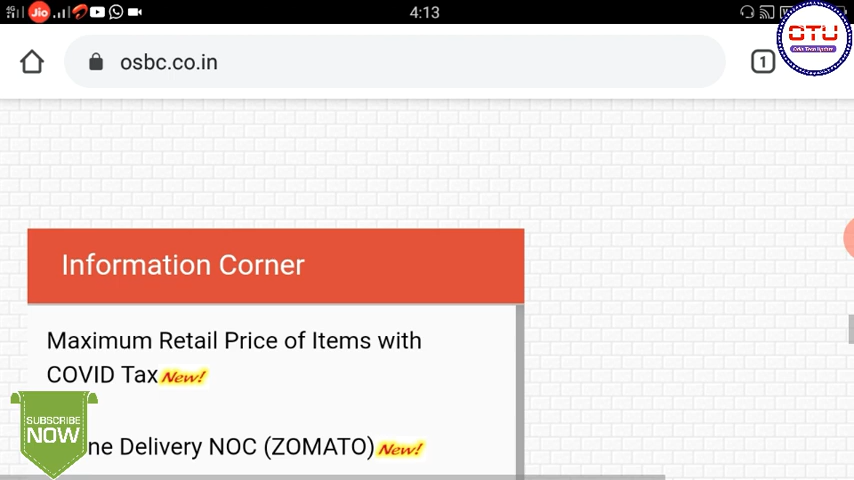 4G Jio 4:13
OTU
osbc.co.in
1
Information Corner
Maximum Retail Price of Items with
COVID Tax New!
ne Delivery NOC (ZOMATO) New!
SUBSCRIBE
NOW